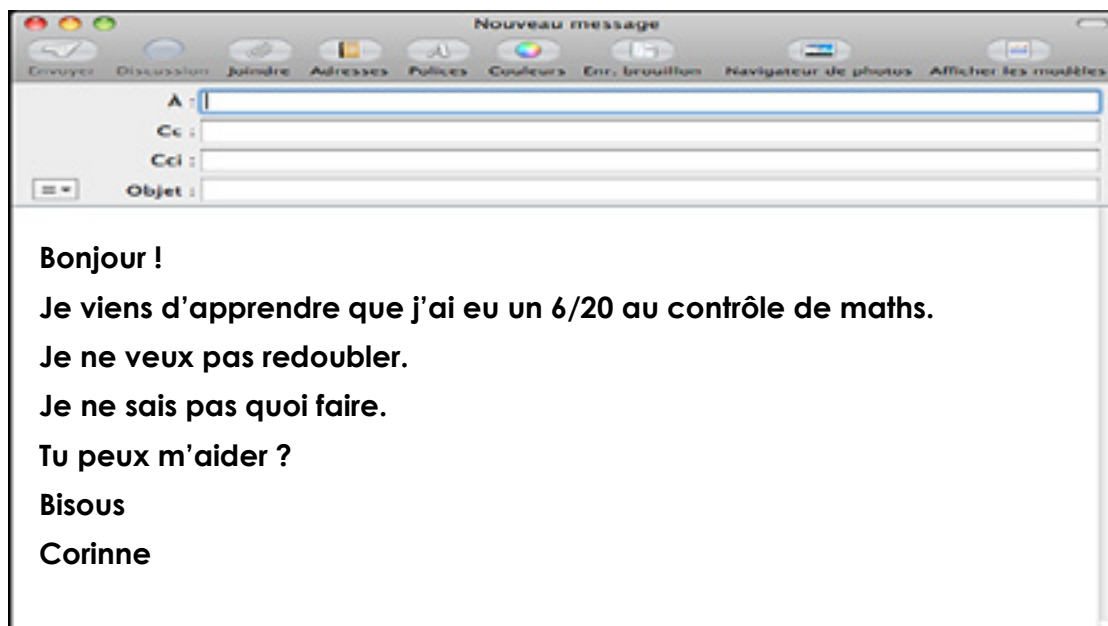 Nouveau message
Envoyer Discussion Joindre Adresses Polices Couleurs Enr. brouillon Navigateur de photos Afficher les modèles
À :
Cc :
Cci :
Objet :
Bonjour !
Je viens d’apprendre que j’ai eu un 6/20 au contrôle de maths.
Je ne veux pas redoubler.
Je ne sais pas quoi faire.
Tu peux m’aider ?
Bisous
Corinne